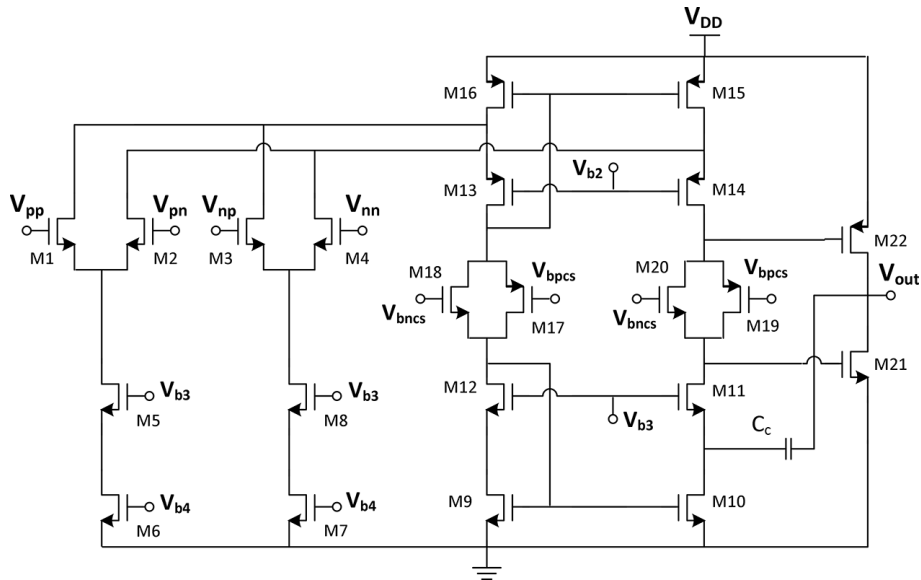 VDD
M16
M15
Vb2
M13
M14
Vpp
Vpn
Vnp
Vnn
M1
M2
M3
M4
M22
M18
Vbpcs
M20
Vbpcs
Vout
Vbncs
M17
Vbncs
M19
M21
M12
M11
Vb3
Vb3
Vb3
M5
M8
Cc
M9
M10
Vb4
Vb4
M6
M7